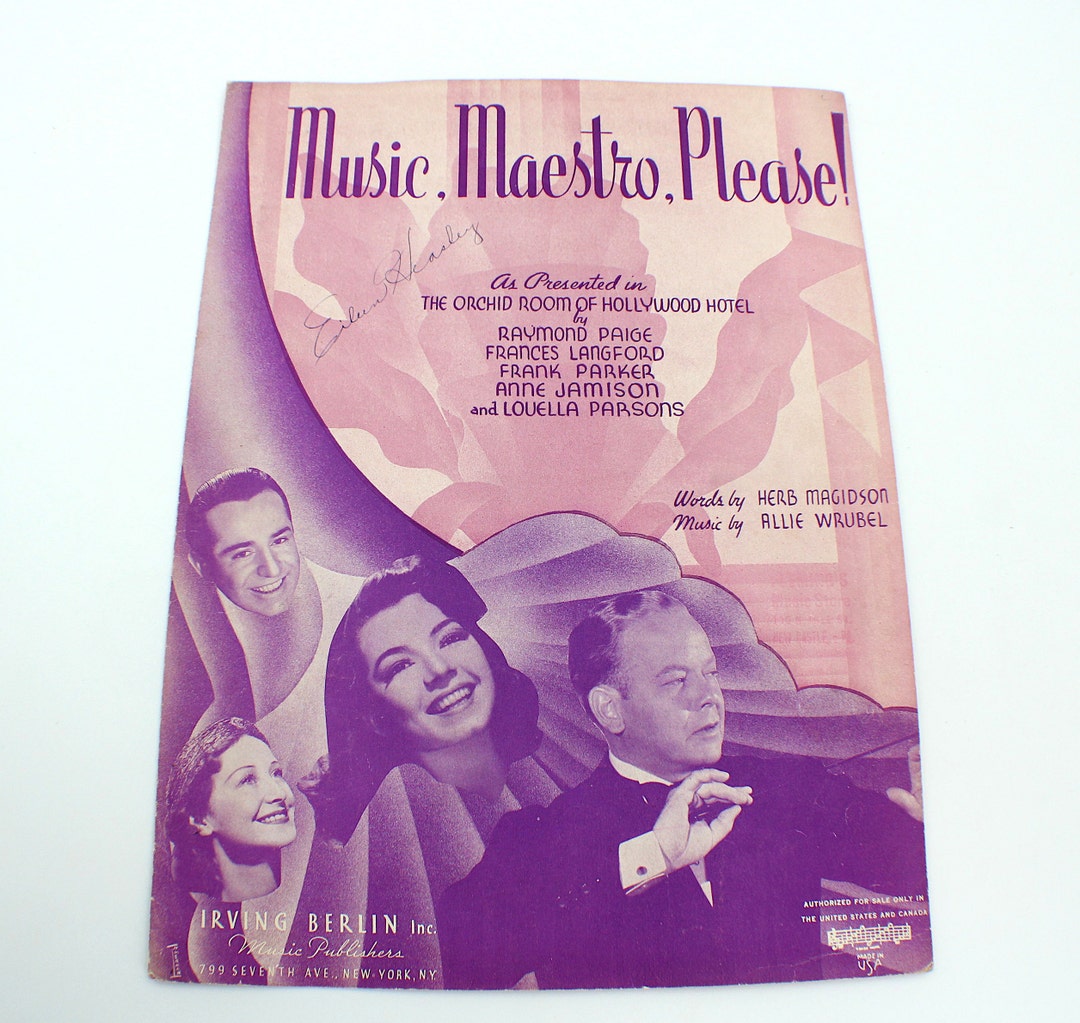 Music, Maestro, Please!
Eileen Heasley
As Presented in
THE ORCHID ROOM OF HOLLYWOOD HOTEL
by
RAYMOND PAIGE
FRANCES LANGFORD
FRANK PARKER
ANNE JAMISON
and LOUELLA PARSONS
Words by HERB MAGIDSON
Music by ALLIE WRUBEL
IRVING BERLIN Inc.
Music Publishers
799 SEVENTH AVE., NEW YORK, N.Y.
AUTHORIZED FOR SALE ONLY IN
THE UNITED STATES AND CANADA
MADE IN
USA